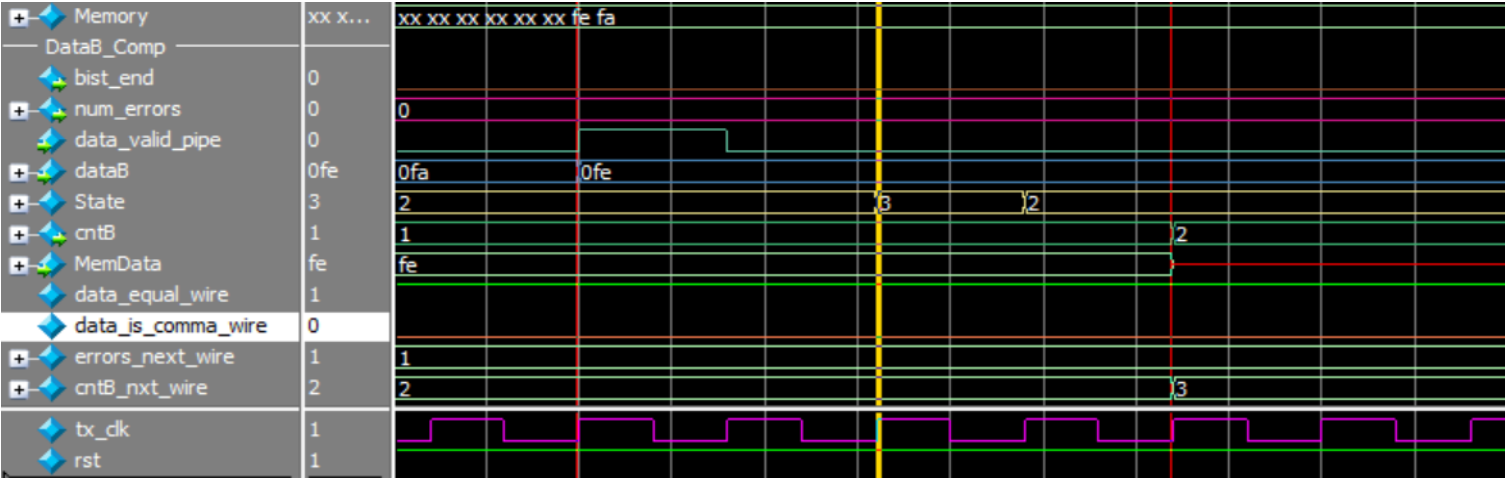 Memory xx x... xx xx xx xx xx xx fe fa
DataB_Comp
bist_end 0
num_errors 0 0
data_valid_pipe 0
dataB 0fe 0fa 0fe
State 3 2 3 2
cntB 1 1 2
MemData fe fe
data_equal_wire 1
data_is_comma_wire 0
errors_next_wire 1 1
cntB_nxt_wire 2 2 3
tx_clk 1
rst 1